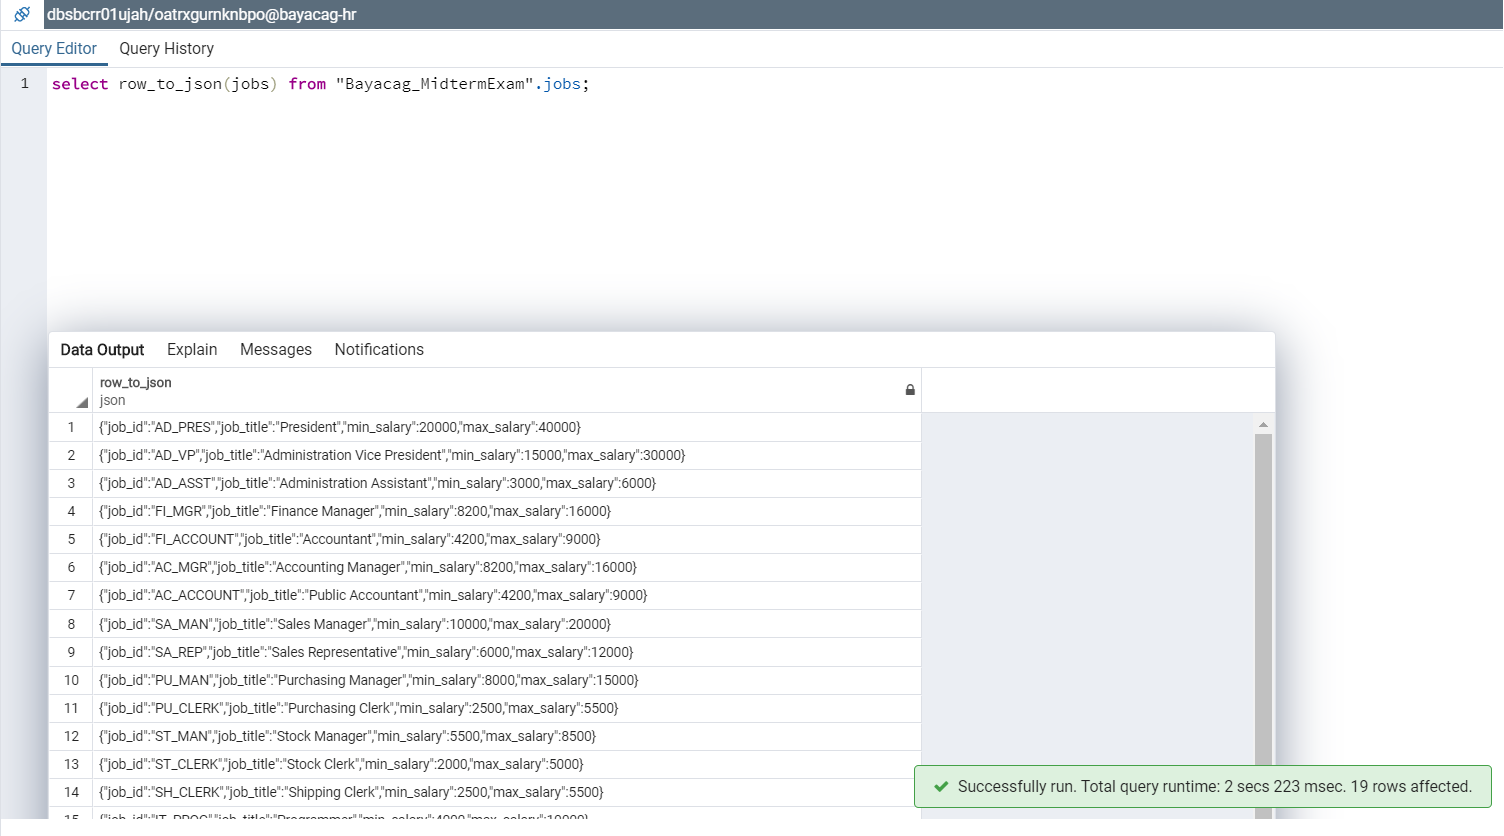 dbsbcrr01ujah/oatrxgurnknbpo@bayacag-hr
Query Editor Query History
1 select row_to_json(jobs) from "Bayacag_MidtermExam".jobs;
Data Output Explain Messages Notifications
row_to_json
json
1 {"job_id":"AD_PRES","job_title":"President","min_salary":20000,"max_salary":40000}
2 {"job_id":"AD_VP","job_title":"Administration Vice President","min_salary":15000,"max_salary":30000}
3 {"job_id":"AD_ASST","job_title":"Administration Assistant","min_salary":3000,"max_salary":6000}
4 {"job_id":"FI_MGR","job_title":"Finance Manager","min_salary":8200,"max_salary":16000}
5 {"job_id":"FI_ACCOUNT","job_title":"Accountant","min_salary":4200,"max_salary":9000}
6 {"job_id":"AC_MGR","job_title":"Accounting Manager","min_salary":8200,"max_salary":16000}
7 {"job_id":"AC_ACCOUNT","job_title":"Public Accountant","min_salary":4200,"max_salary":9000}
8 {"job_id":"SA_MAN","job_title":"Sales Manager","min_salary":10000,"max_salary":20000}
9 {"job_id":"SA_REP","job_title":"Sales Representative","min_salary":6000,"max_salary":12000}
10 {"job_id":"PU_MAN","job_title":"Purchasing Manager","min_salary":8000,"max_salary":15000}
11 {"job_id":"PU_CLERK","job_title":"Purchasing Clerk","min_salary":2500,"max_salary":5500}
12 {"job_id":"ST_MAN","job_title":"Stock Manager","min_salary":5500,"max_salary":8500}
13 {"job_id":"ST_CLERK","job_title":"Stock Clerk","min_salary":2000,"max_salary":5000}
14 {"job_id":"SH_CLERK","job_title":"Shipping Clerk","min_salary":2500,"max_salary":5500}
15 {"job_id":"IT_PROG","job_title":"Programmer","min_salary":4000,"max_salary":10000}
Successfully run. Total query runtime: 2 secs 223 msec. 19 rows affected.